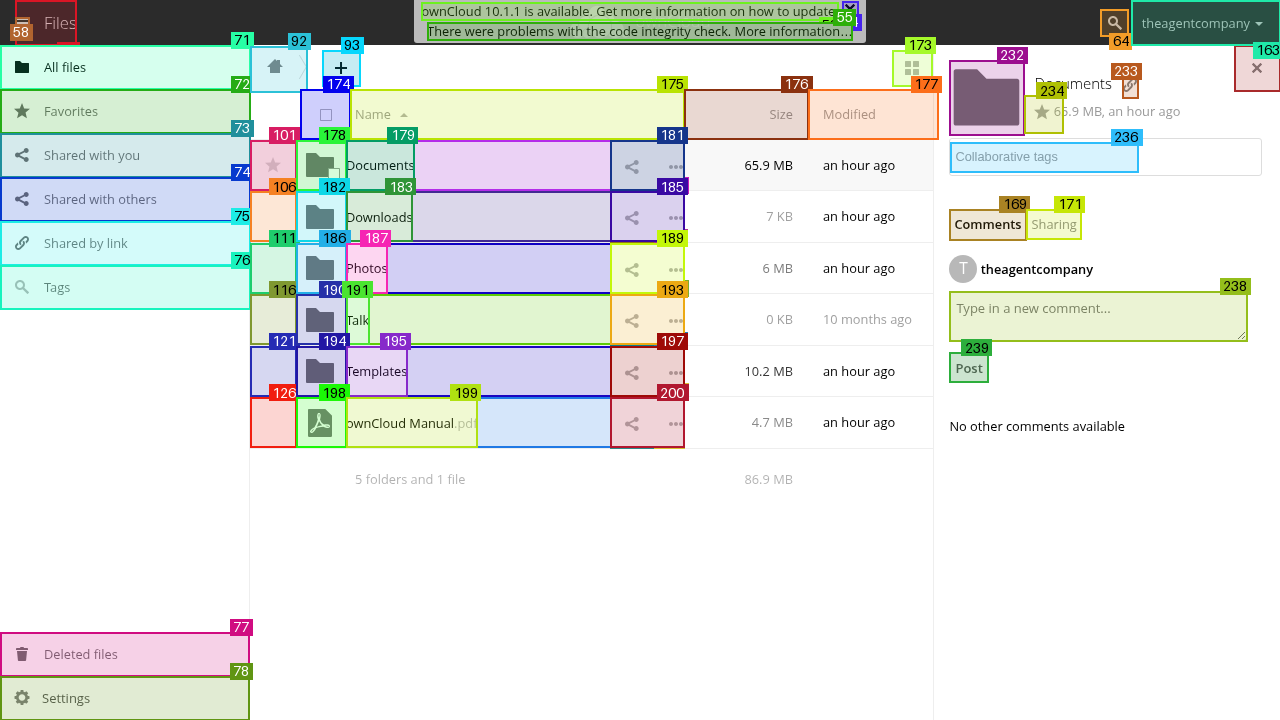 ownCloud 10.1.1 is available. Get more information on how to update.
There were problems with the code integrity check. More information…
55
58
Files
64
theagentcompany
163
71
All files
72
Favorites
73
Shared with you
74
Shared with others
75
Shared by link
76
Tags
77
Deleted files
78
Settings
92
93
173
174
Name
175
Size
176
Modified
177
101
178
179
Documents
181
65.9 MB
an hour ago
106
182
183
Downloads
185
7 KB
an hour ago
111
186
187
Photos
189
6 MB
an hour ago
116
190
191
Talk
193
0 KB
10 months ago
121
194
195
Templates
197
10.2 MB
an hour ago
126
198
199
ownCloud Manual.pdf
200
4.7 MB
an hour ago
5 folders and 1 file
86.9 MB
232
Documents
233
234
65.9 MB, an hour ago
236
Collaborative tags
169
Comments
171
Sharing
T
theagentcompany
238
Type in a new comment...
239
Post
No other comments available